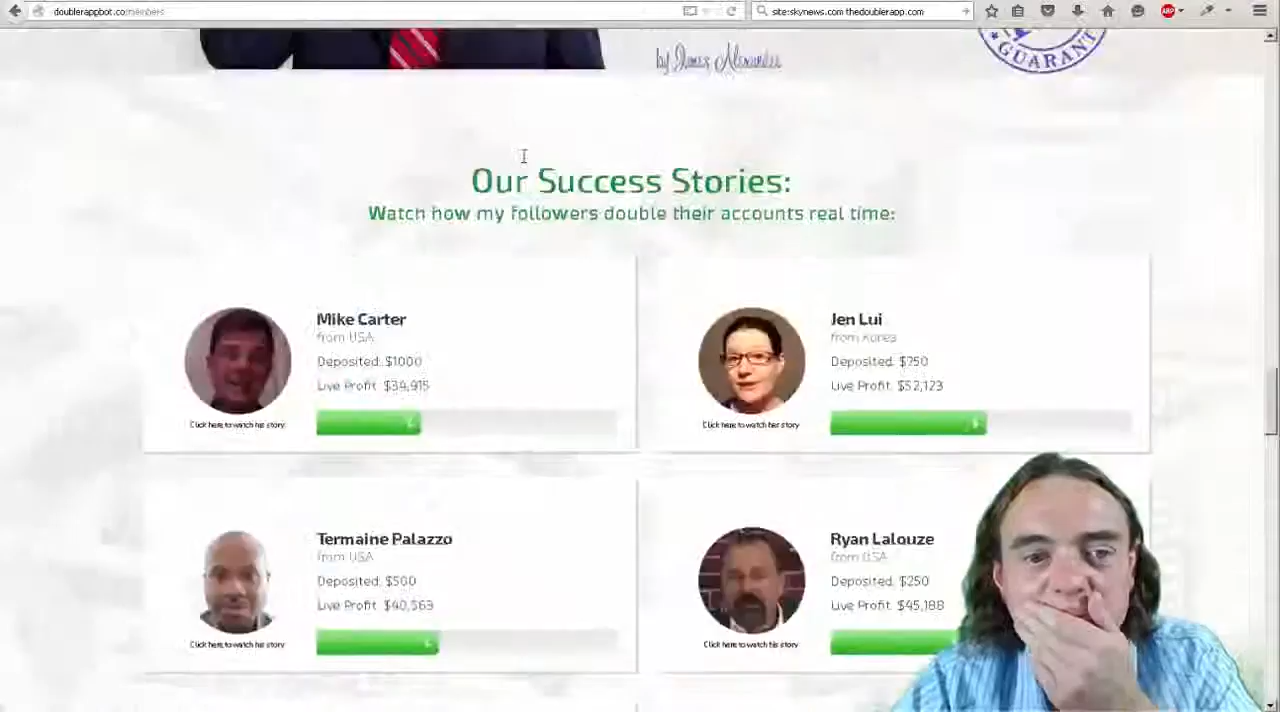 doublerappbot.co/members
site:skynews.com thedoublerapp.com
ABP
by James Alexander
GUARANT
Our Success Stories:
Watch how my followers double their accounts real time:
Mike Carter
from USA
Deposited: $1000
Live Profit: $39,915
Click here to watch his story
Jen Lui
from Korea
Deposited: $750
Live Profit: $52,123
Click here to watch her story
Termaine Palazzo
from USA
Deposited: $500
Live Profit: $40,563
Click here to watch his story
Ryan Lalouze
from USA
Deposited: $250
Live Profit: $45,188
Click here to watch his story